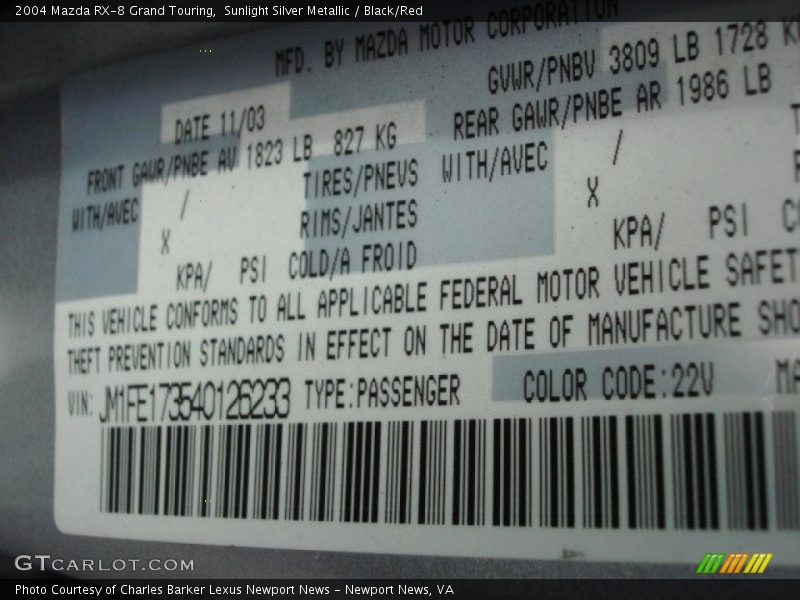 2004 Mazda RX-8 Grand Touring,  Sunlight Silver Metallic / Black/Red
MFD. BY MAZDA MOTOR CORPORATION
DATE 11/03
GVWR/PNBV 3809 LB 1728
FRONT GAWR/PNBE AV 1823 LB 827 KG
REAR GAWR/PNBE AR 1986 LB
WITH/AVEC / TIRES/PNEUS WITH/AVEC /
X RIMS/JANTES X
KPA/ PSI COLD/A FROID KPA/ PSI
THIS VEHICLE CONFORMS TO ALL APPLICABLE FEDERAL MOTOR VEHICLE SAFET
THEFT PREVENTION STANDARDS IN EFFECT ON THE DATE OF MANUFACTURE SHO
VIN: JM1FE173540126233 TYPE:PASSENGER COLOR CODE:22V MA
GTCARLOT.COM
Photo Courtesy of Charles Barker Lexus Newport News - Newport News, VA